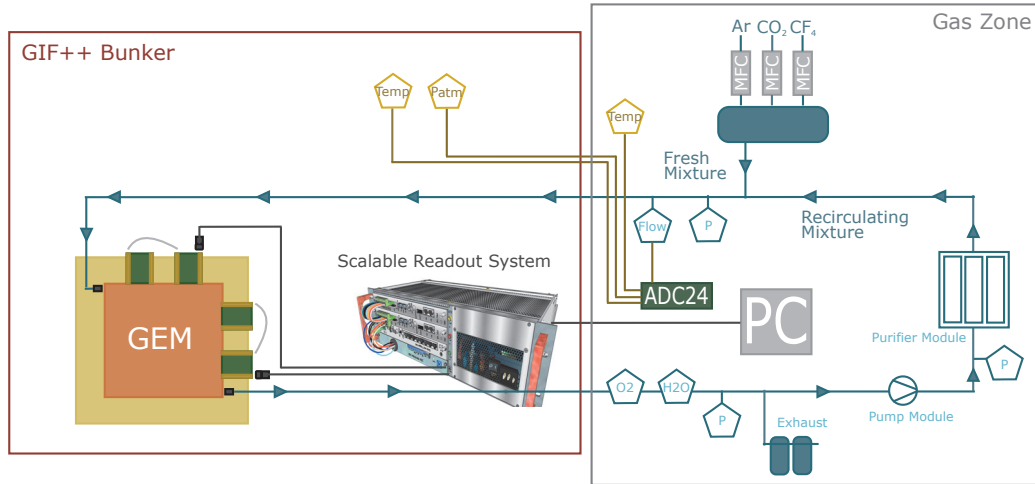 GIF++ Bunker
Gas Zone
Ar CO₂ CF₄
MFC MFC MFC
Temp Patm
Temp
Fresh
Mixture
Recirculating
Mixture
Flow P
Scalable Readout System
ADC24
PC
GEM
Purifier Module
P
O2 H2O
P
Exhaust
Pump Module